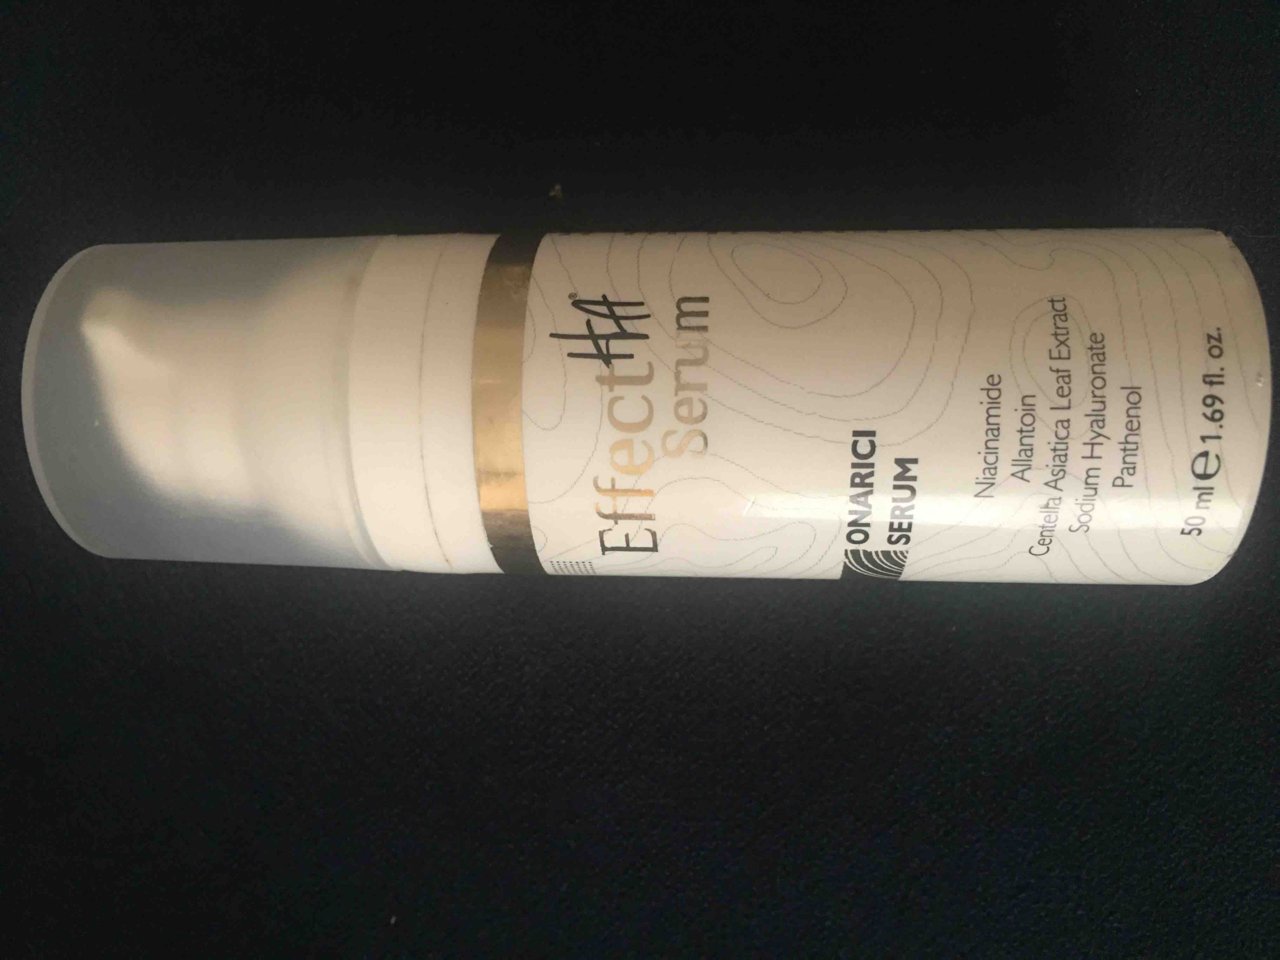 EffectHA®
Serum
ONARICI
SERUM
Niacinamide
Allantoin
Centella Asiatica Leaf Extract
Sodium Hyaluronate
Panthenol
50 ml e 1.69 fl. oz.